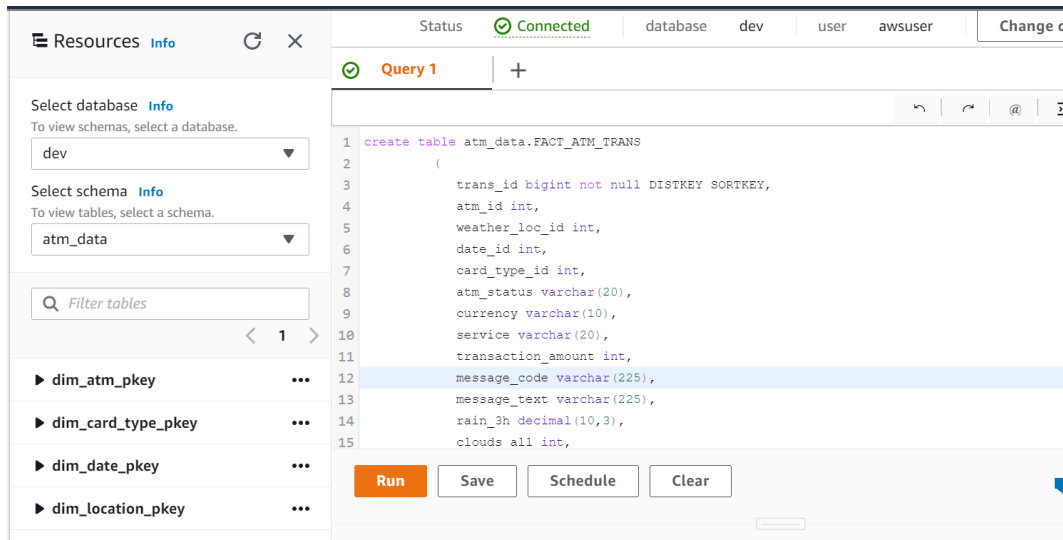 Resources Info
Select database Info
To view schemas, select a database.
dev
Select schema Info
To view tables, select a schema.
atm_data
Filter tables
1
dim_atm_pkey
dim_card_type_pkey
dim_date_pkey
dim_location_pkey
Status Connected database dev user awsuser Change
Query 1
@
1 create table atm_data.FACT_ATM_TRANS
2 (
3 trans_id bigint not null DISTKEY SORTKEY,
4 atm_id int,
5 weather_loc_id int,
6 date_id int,
7 card_type_id int,
8 atm_status varchar(20),
9 currency varchar(10),
10 service varchar(20),
11 transaction_amount int,
12 message_code varchar(225),
13 message_text varchar(225),
14 rain_3h decimal(10,3),
15 clouds all int,
Run Save Schedule Clear